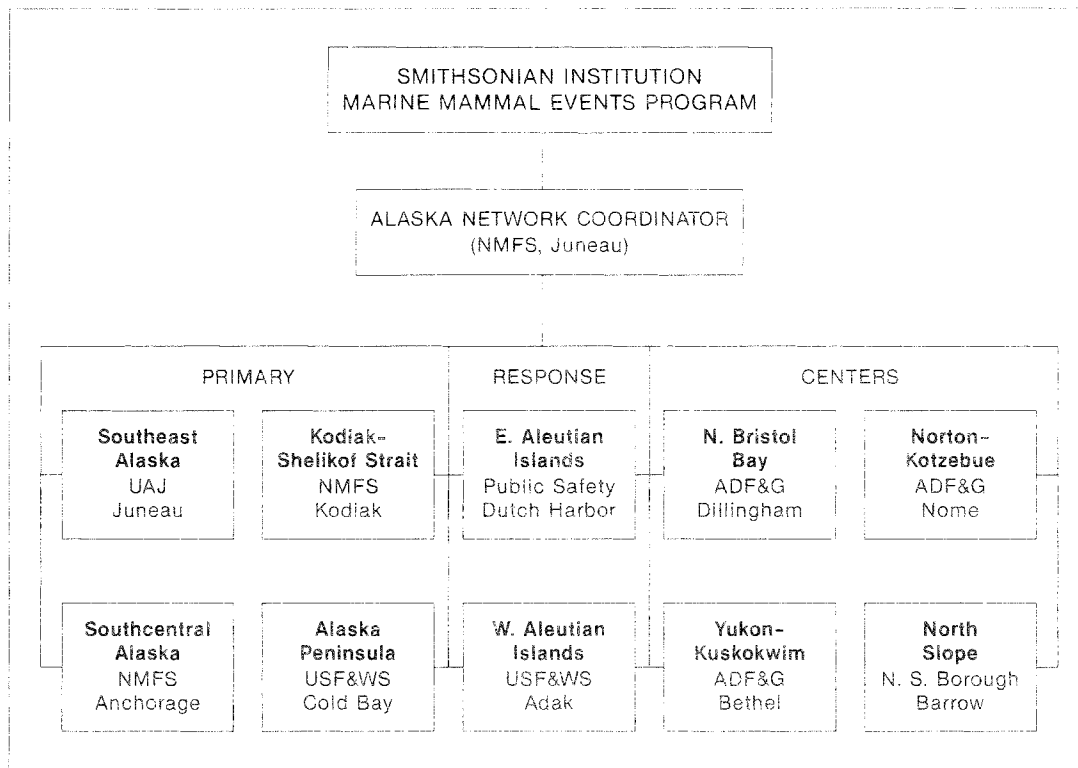 SMITHSONIAN INSTITUTION
MARINE MAMMAL EVENTS PROGRAM
ALASKA NETWORK COORDINATOR
(NMFS, Juneau)
PRIMARY
RESPONSE
CENTERS
Southeast
Alaska
UAJ
Juneau
Kodiak-
Shelikof Strait
NMFS
Kodiak
E. Aleutian
Islands
Public Safety
Dutch Harbor
N. Bristol
Bay
ADF&G
Dillingham
Norton-
Kotzebue
ADF&G
Nome
Southcentral
Alaska
NMFS
Anchorage
Alaska
Peninsula
USF&WS
Cold Bay
W. Aleutian
Islands
USF&WS
Adak
Yukon-
Kuskokwim
ADF&G
Bethel
North
Slope
N. S. Borough
Barrow